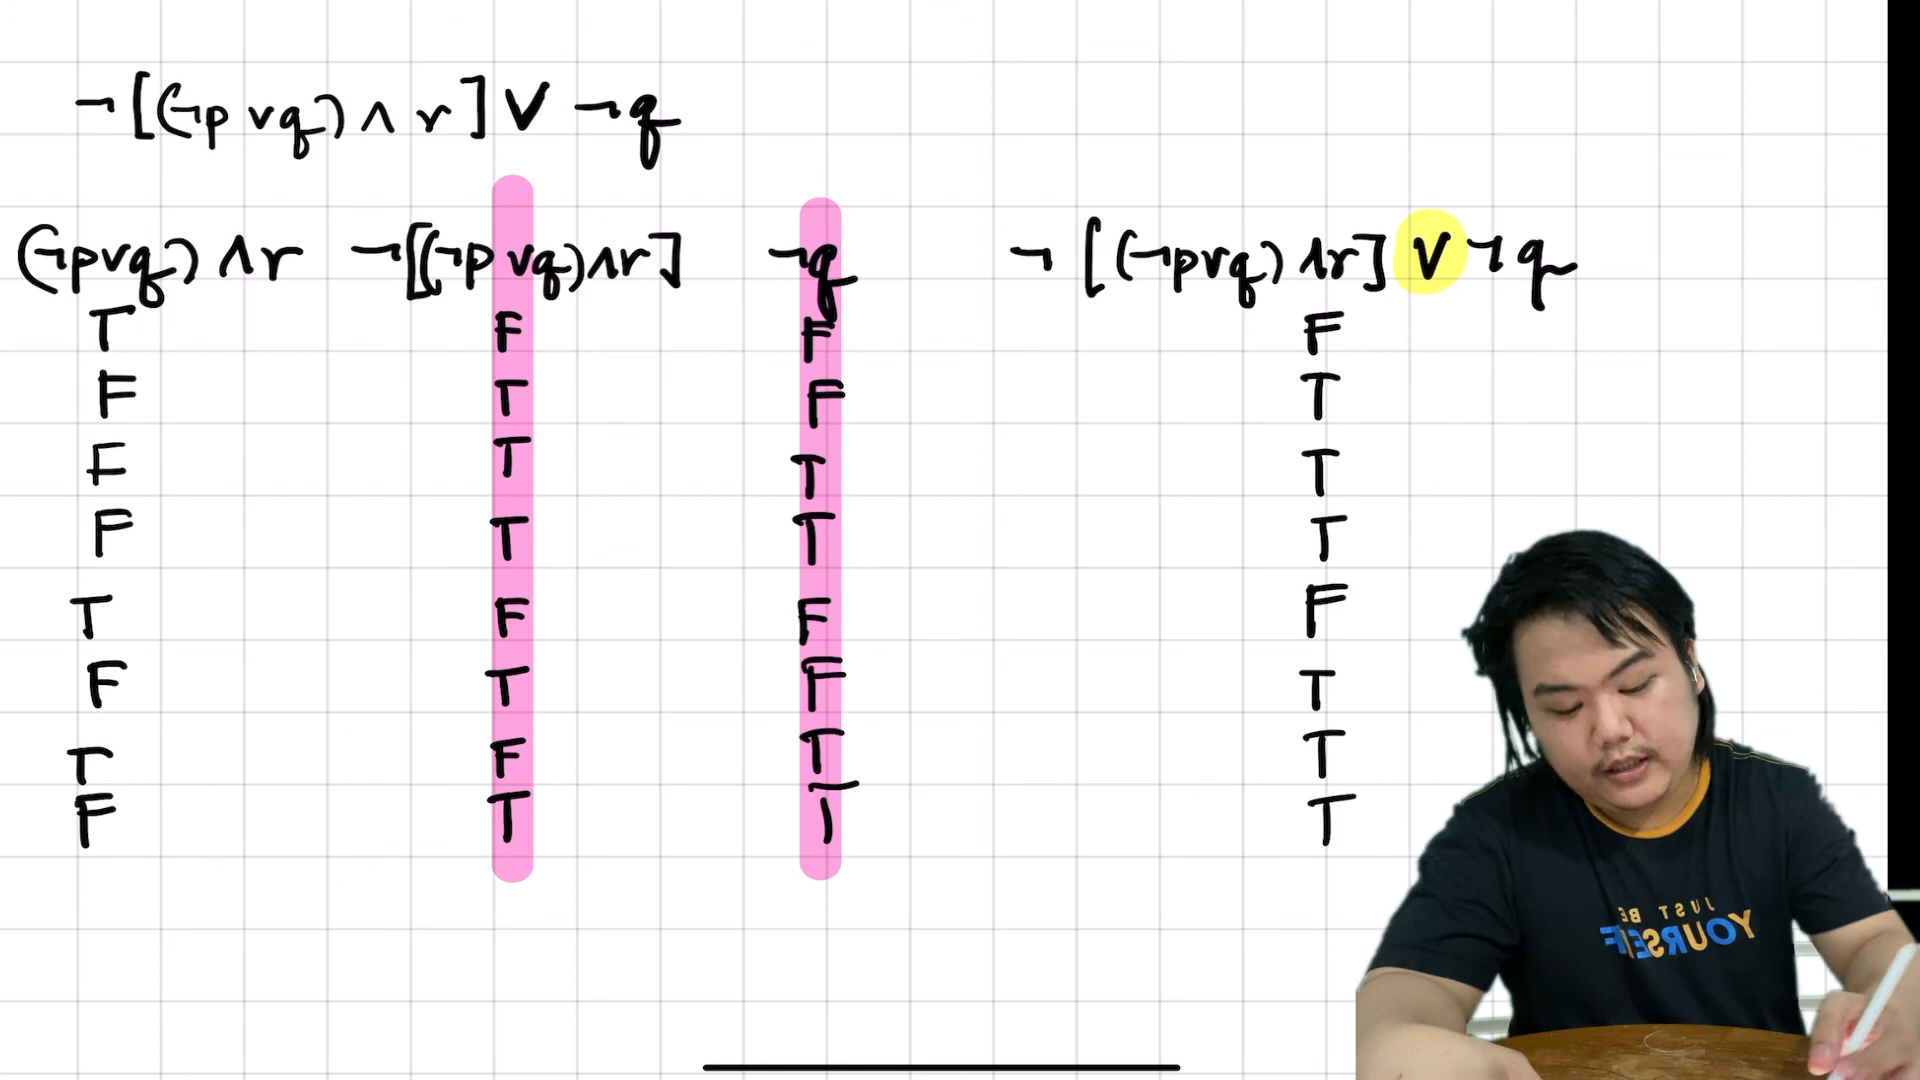 ¬[(¬p ∨ q) ∧ r] ∨ ¬q
(¬p∨q) ∧ r ¬[(¬p ∨q)∧r] ¬q ¬[(¬p∨q) ∧r] ∨ ¬q
T F F F
F T F T
F T T T
F T T T
T F F F
F T F T
T F T T
F T T T
JUST BE
YOURSELF